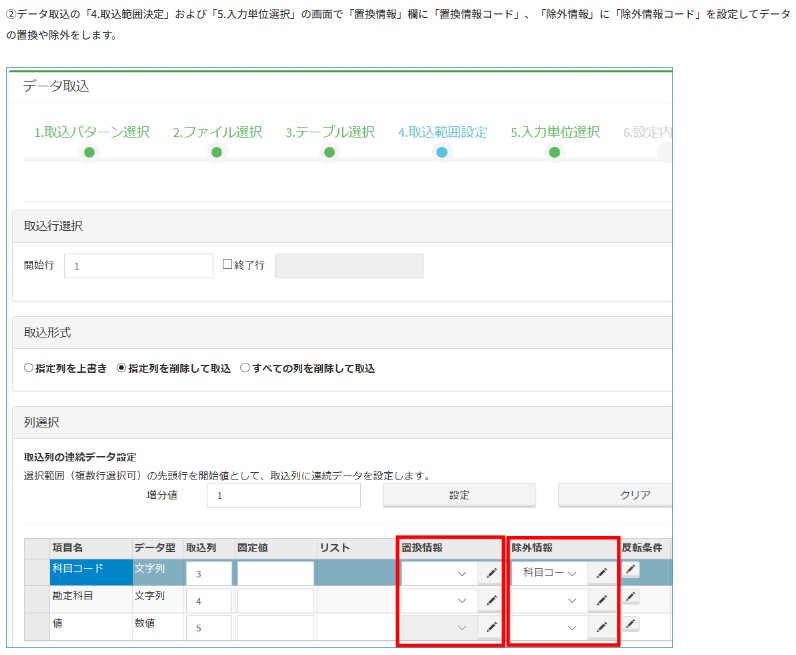 ②データ取込の「4.取込範囲決定」および「5.入力単位選択」の画面で「置換情報」欄に「置換情報コード」、「除外情報」に「除外情報コード」を設定してデータ
の置換や除外をします。
データ取込
1.取込パターン選択 2.ファイル選択 3.テーブル選択 4.取込範囲設定 5.入力単位選択 6.設定内
取込行選択
開始行 1 終了行
取込形式
指定列を上書き 指定列を削除して取込 すべての列を削除して取込
列選択
取込列の連続データ設定
選択範囲（複数行選択可）の先頭行を開始値として、取込列に連続データを設定します。
増分値 1 設定 クリア
項目名 データ型 取込列 固定値 リスト 置換情報 除外情報 反転条件
科目コード 文字列 3 科目コー
勘定科目 文字列 4
値 数値 5